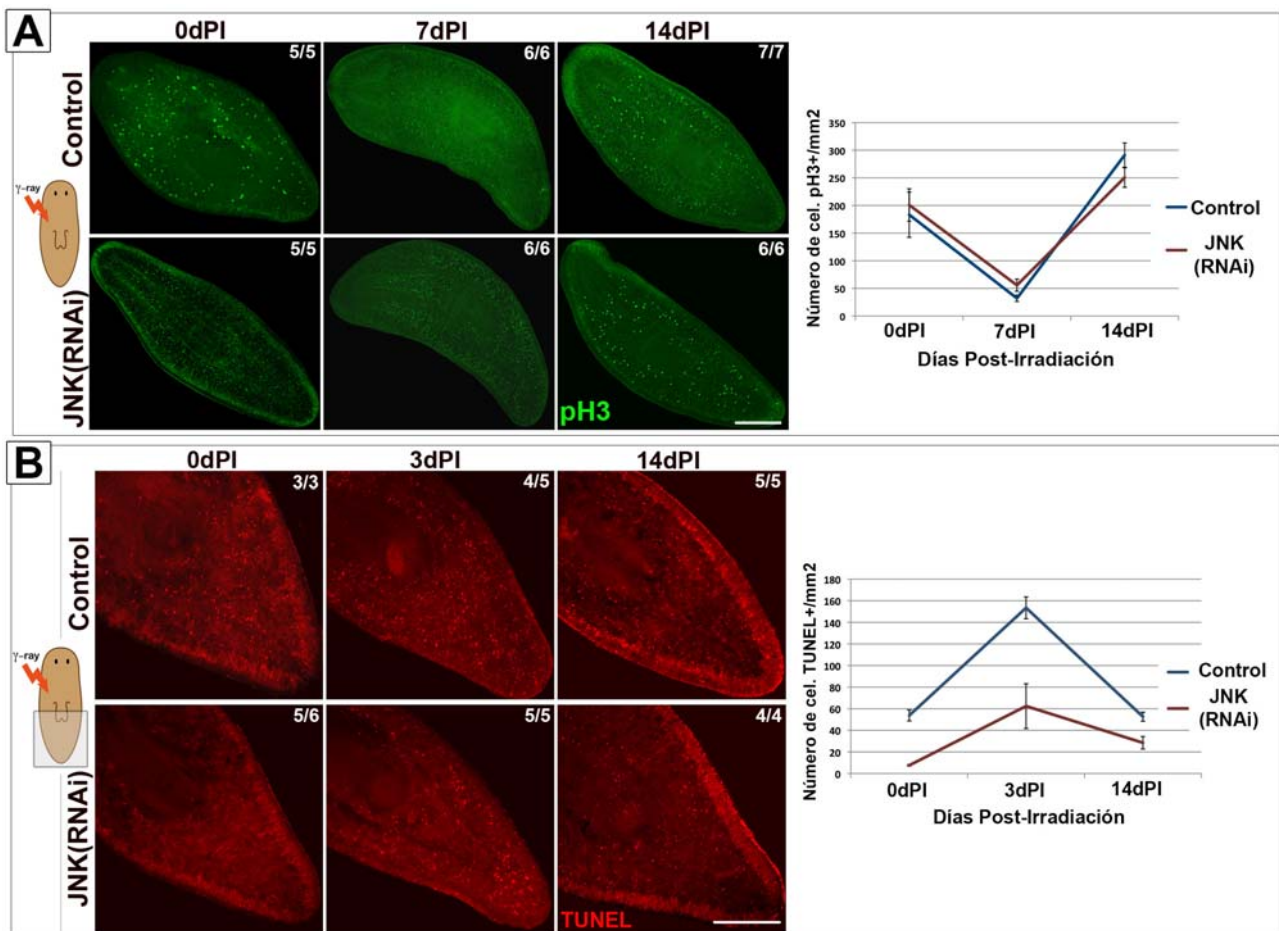 A
0dPI
7dPI
14dPI
Control
5/5
6/6
7/7
γ-ray
JNK(RNAi)
5/5
6/6
6/6
pH3
Número de cel. pH3+/mm2
350
300
250
200
150
100
50
0
0dPI
7dPI
14dPI
Días Post-Irradiación
Control
JNK
(RNAi)
B
0dPI
3dPI
14dPI
Control
3/3
4/5
5/5
γ-ray
JNK(RNAi)
5/6
5/5
4/4
TUNEL
Número de cel. TUNEL+/mm2
180
160
140
120
100
80
60
40
20
0
0dPI
3dPI
14dPI
Días Post-Irradiación
Control
JNK
(RNAi)